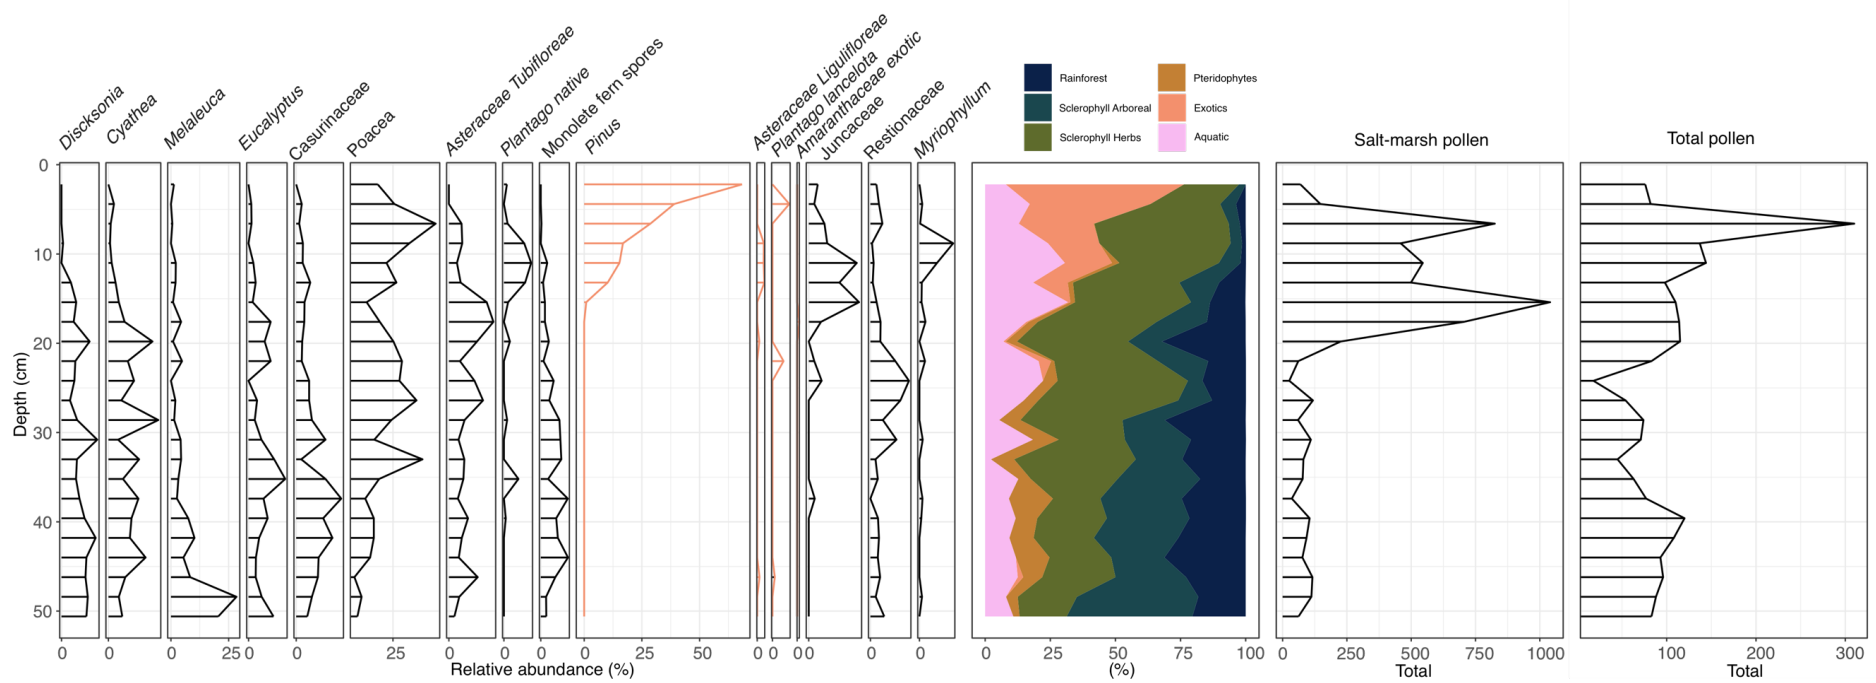 Discksonia
Cyathea
Melaleuca
Eucalyptus
Casurinaceae
Poacea
Asteraceae Tubifloreae
Plantago native
Monolete fern spores
Pinus
Asteraceae Ligulifloreae
Plantago lancelota
Amaranthaceae exotic
Juncaceae
Restionaceae
Myriophyllum
Rainforest
Pteridophytes
Sclerophyll Arboreal
Exotics
Sclerophyll Herbs
Aquatic
Salt-marsh pollen
Total pollen
Depth (cm)
0
10
20
30
40
50
0 0 0 25 0 0 25 0 0 0 0 25 50 0 0 0 0 0 0
0 25 50 75 100
0 250 500 750 1000
100 200 300
Relative abundance (%)
(%)
Total
Total